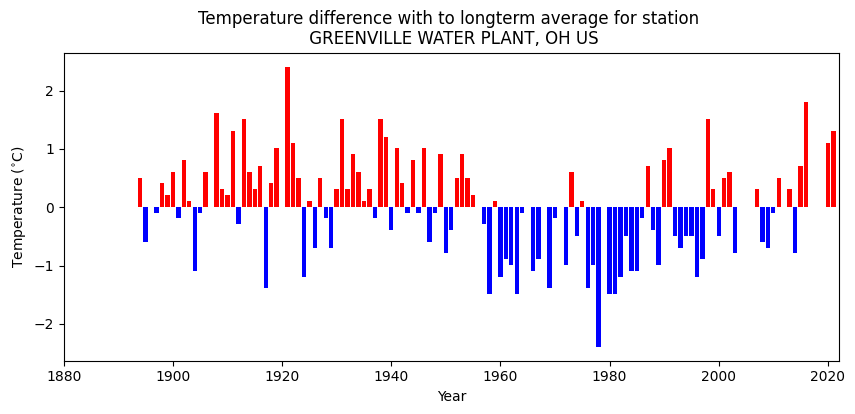 Temperature difference with to longterm average for station
GREENVILLE WATER PLANT, OH US
Temperature (°C)
2
1
0
−1
−2
1880 1900 1920 1940 1960 1980 2000 2020
Year